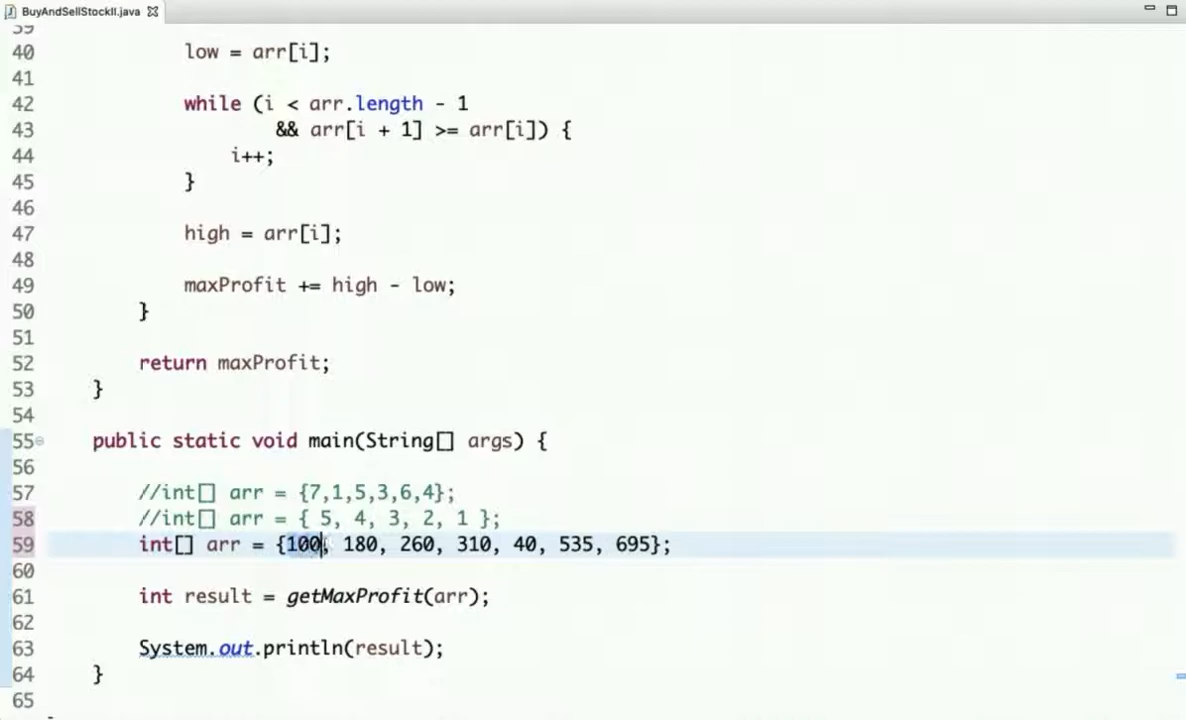 BuyAndSellStockII.java
39
40 low = arr[i];
41
42 while (i < arr.length - 1
43 && arr[i + 1] >= arr[i]) {
44 i++;
45 }
46
47 high = arr[i];
48
49 maxProfit += high - low;
50 }
51
52 return maxProfit;
53 }
54
55 public static void main(String[] args) {
56
57 //int[] arr = {7,1,5,3,6,4};
58 //int[] arr = { 5, 4, 3, 2, 1 };
59 int[] arr = {100, 180, 260, 310, 40, 535, 695};
60
61 int result = getMaxProfit(arr);
62
63 System.out.println(result);
64 }
65